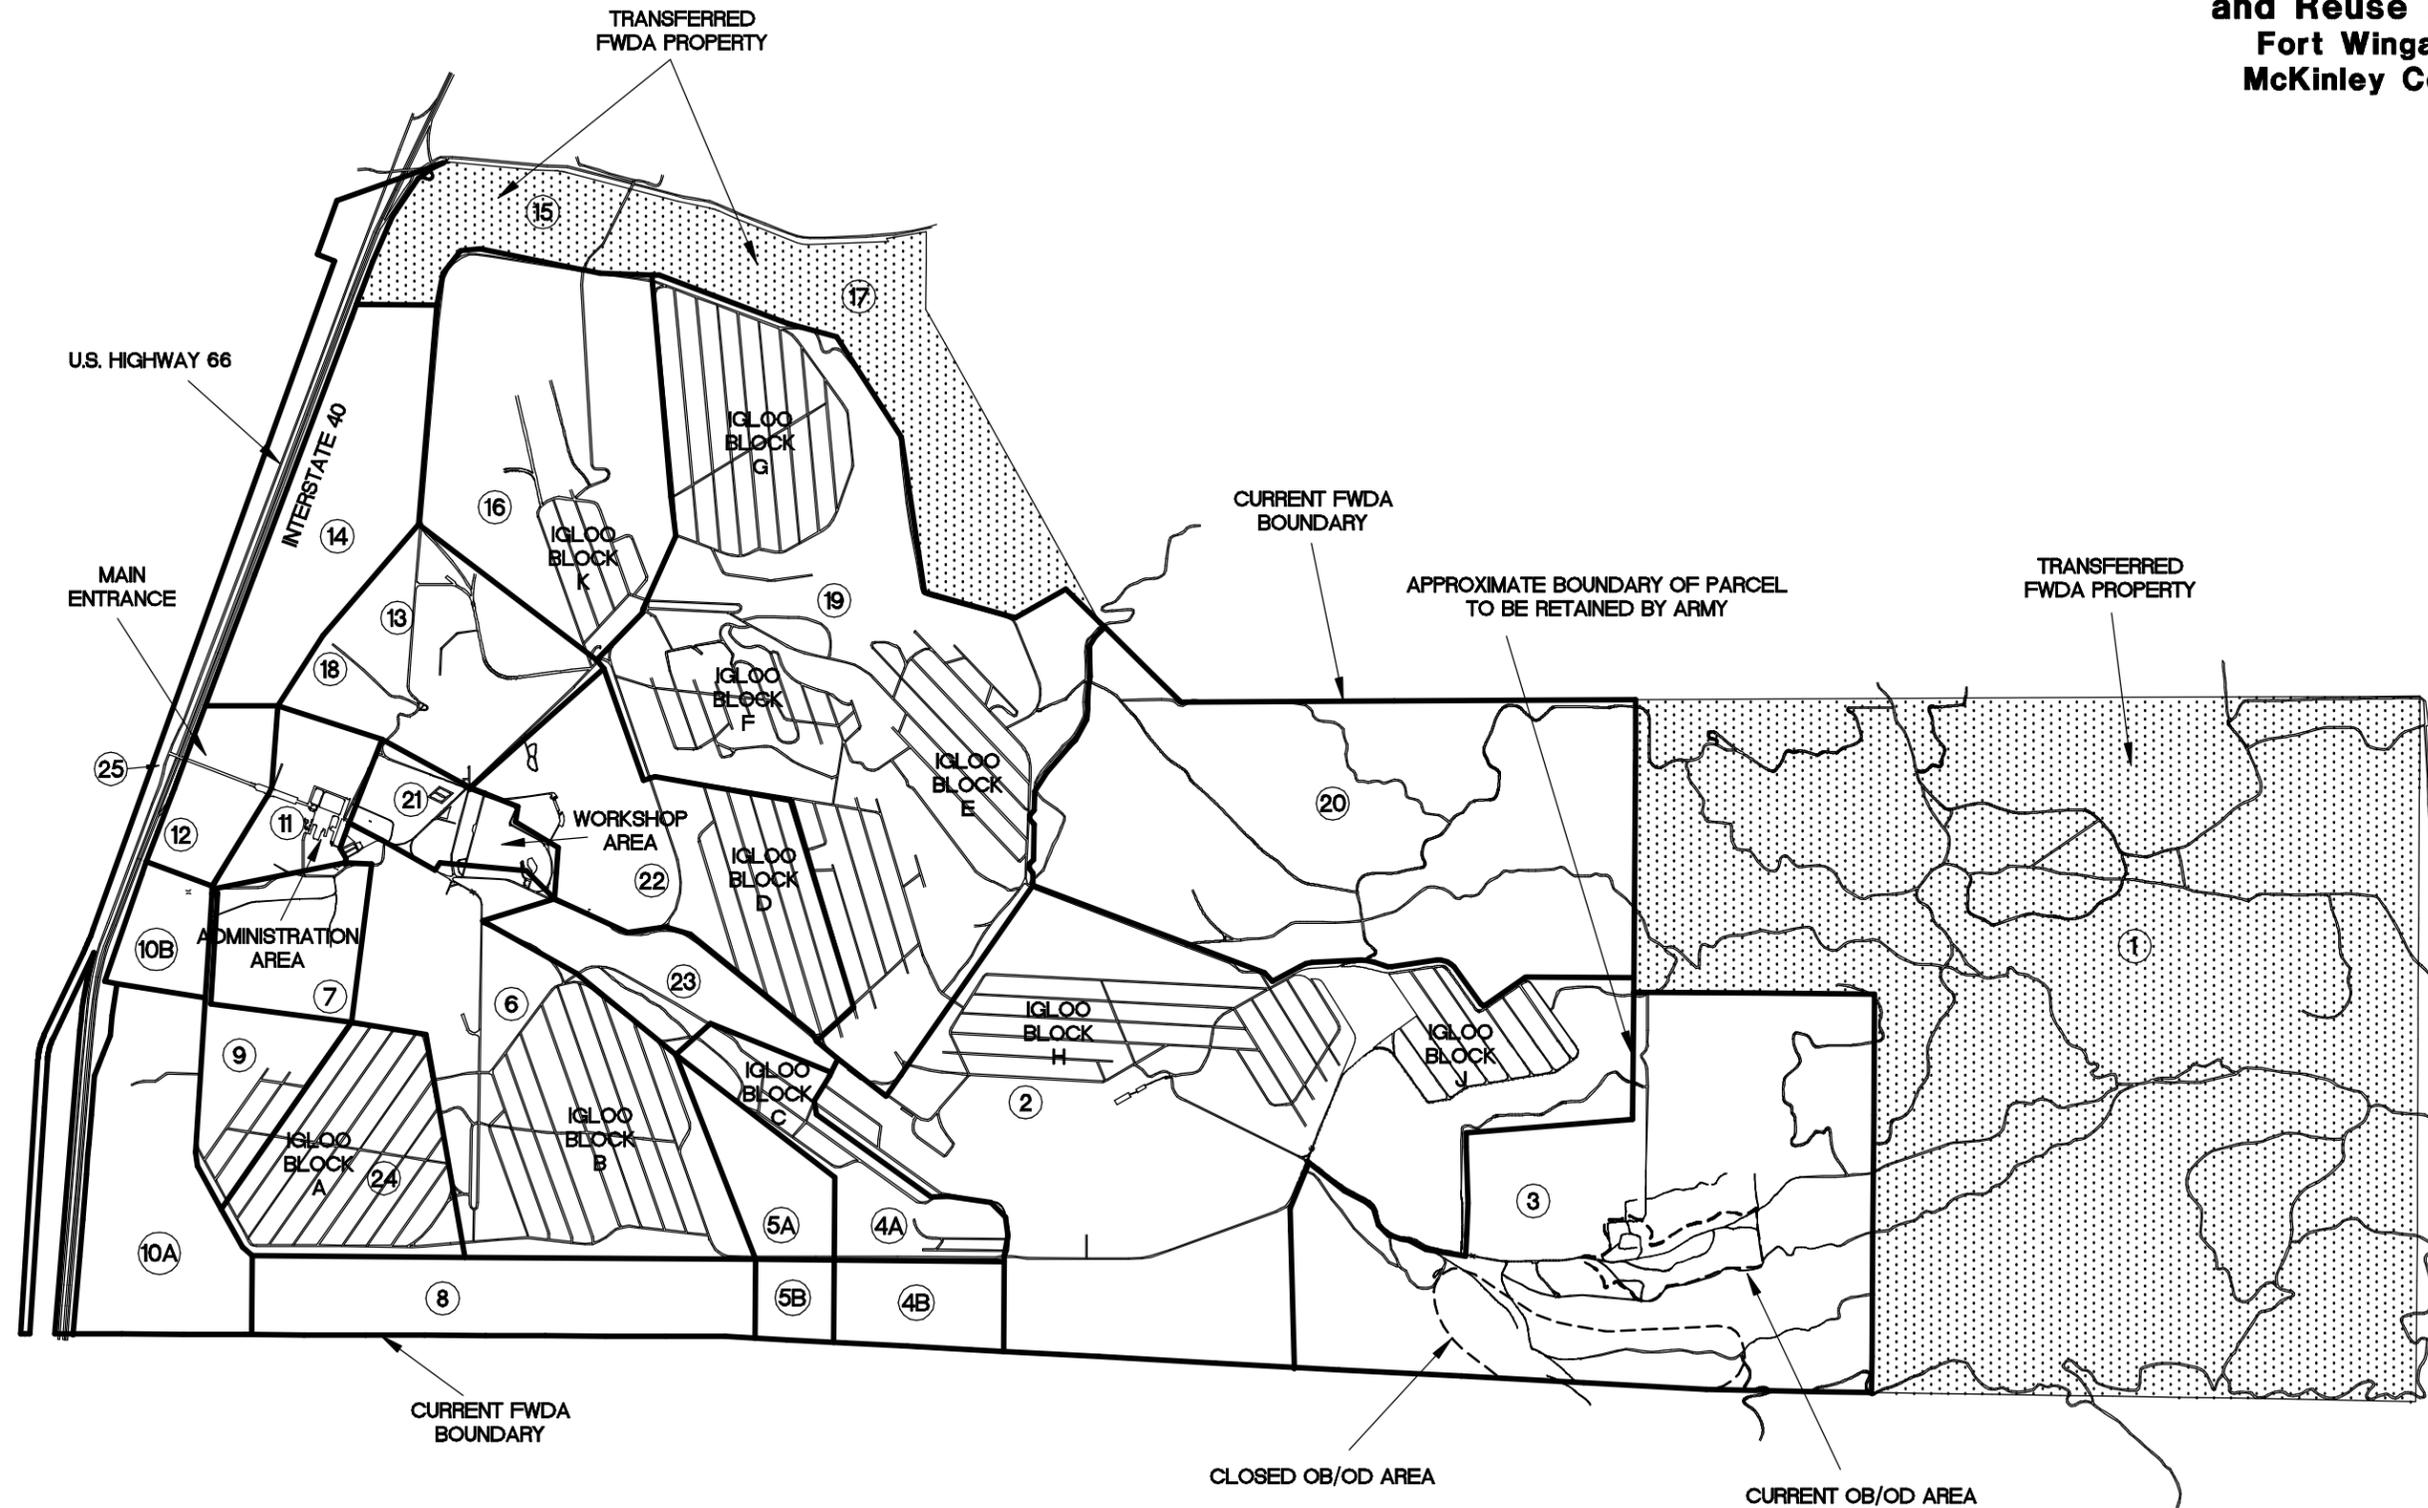 and Reuse
Fort Winga
McKinley Co
TRANSFERRED
FWDA PROPERTY
15
17
U.S. HIGHWAY 66
INTERSTATE 40
IGLOO
BLOCK
G
16
14
IGLOO
BLOCK
K
CURRENT FWDA
BOUNDARY
APPROXIMATE BOUNDARY OF PARCEL
TO BE RETAINED BY ARMY
TRANSFERRED
FWDA PROPERTY
MAIN
ENTRANCE
13
19
18
IGLOO
BLOCK
F
25
21
IGLOO
BLOCK
E
20
12
11
WORKSHOP
AREA
22
IGLOO
BLOCK
D
10B
ADMINISTRATION
AREA
1
7
6
23
9
IGLOO
BLOCK
H
IGLOO
BLOCK
J
IGLOO
BLOCK
C
2
IGLOO
BLOCK
A
24
IGLOO
BLOCK
B
3
10A
5A
4A
8
5B
4B
CURRENT FWDA
BOUNDARY
CLOSED OB/OD AREA
CURRENT OB/OD AREA